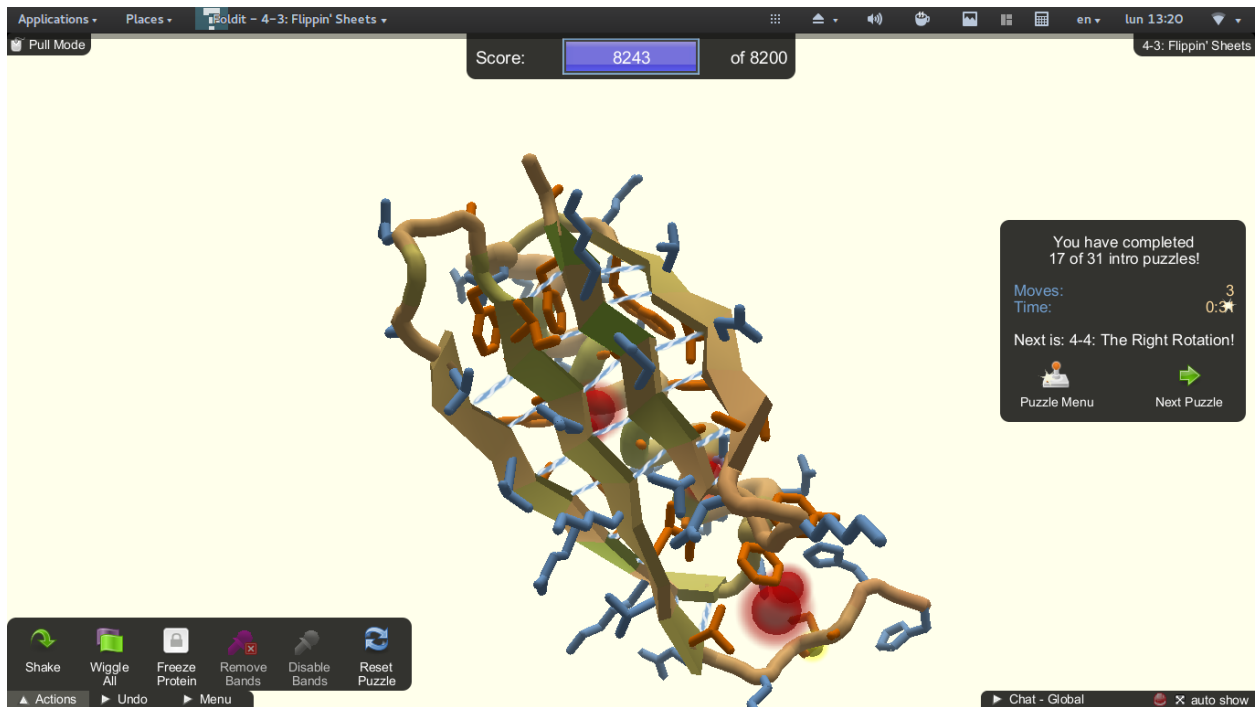 Applications
Places
Foldit - 4-3: Flippin' Sheets
en
lun 13:20
Pull Mode
Score:
8243
of 8200
4-3: Flippin' Sheets
You have completed
17 of 31 intro puzzles!
Moves: 3
Time:
Next is: 4-4: The Right Rotation!
Puzzle Menu
Next Puzzle
Shake
Wiggle All
Freeze Protein
Remove Bands
Disable Bands
Reset Puzzle
Actions
Undo
Menu
Chat - Global
auto show